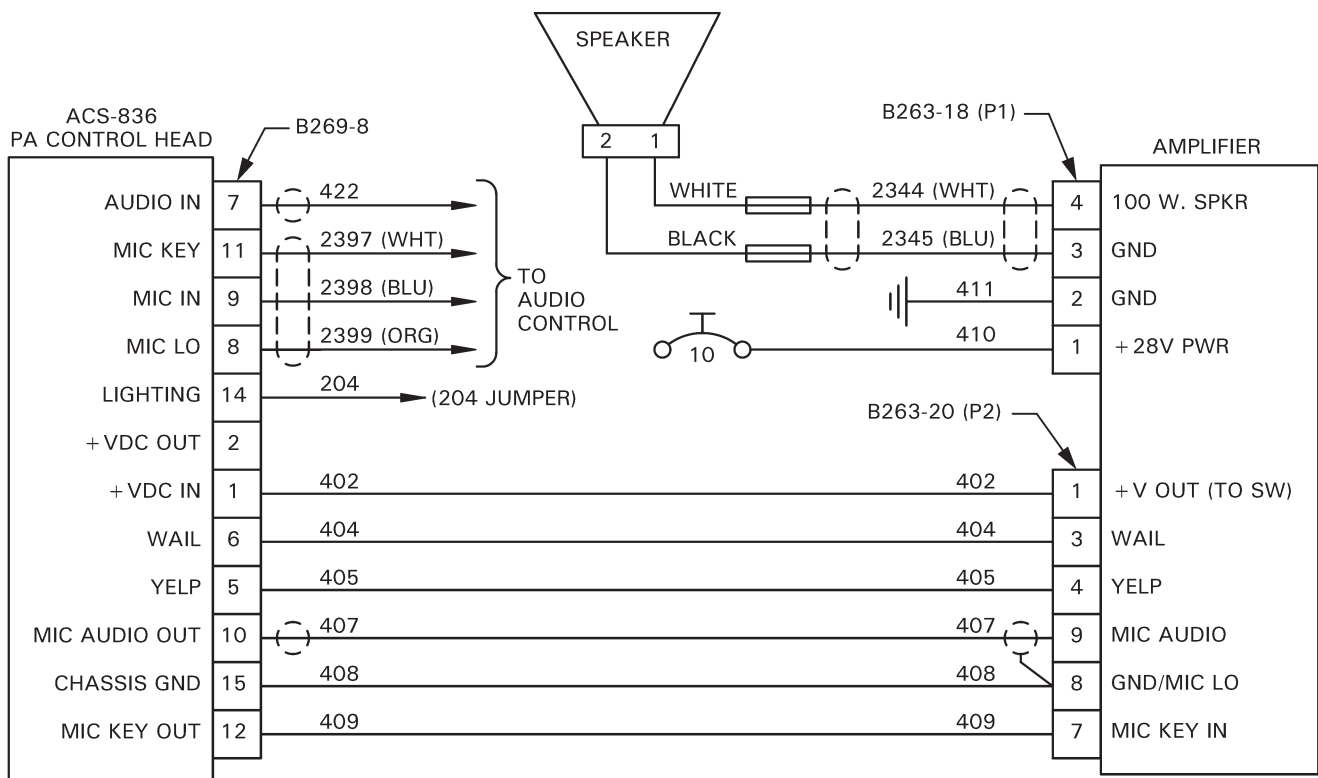 SPEAKER
2 1
ACS-836
PA CONTROL HEAD
B269-8
AUDIO IN 7 422
MIC KEY 11 2397 (WHT)
MIC IN 9 2398 (BLU)
MIC LO 8 2399 (ORG)
TO
AUDIO
CONTROL
LIGHTING 14 204 (204 JUMPER)
+VDC OUT 2
+VDC IN 1 402
WAIL 6 404
YELP 5 405
MIC AUDIO OUT 10 407
CHASSIS GND 15 408
MIC KEY OUT 12 409
B263-18 (P1)
AMPLIFIER
WHITE 2344 (WHT) 4 100 W. SPKR
BLACK 2345 (BLU) 3 GND
411 2 GND
10 410 1 +28V PWR
B263-20 (P2)
402 1 +V OUT (TO SW)
404 3 WAIL
405 4 YELP
407 9 MIC AUDIO
408 8 GND/MIC LO
409 7 MIC KEY IN